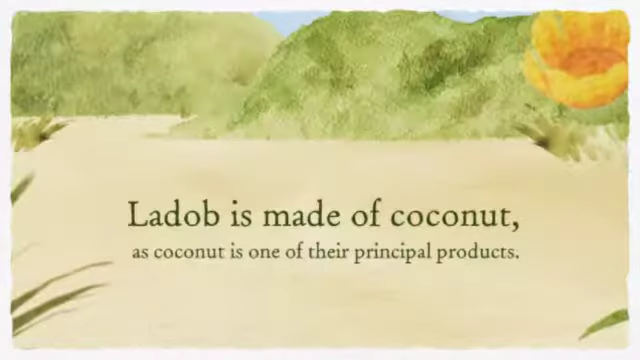 Ladob is made of coconut,
as coconut is one of their principal products.